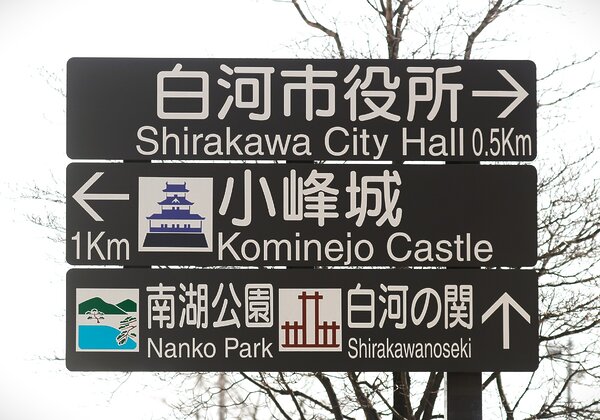 白河市役所→
Shirakawa City Hall 0.5Km
← 小峰城
1Km Kominejo Castle
南湖公園 白河の関 ↑
Nanko Park Shirakawanoseki